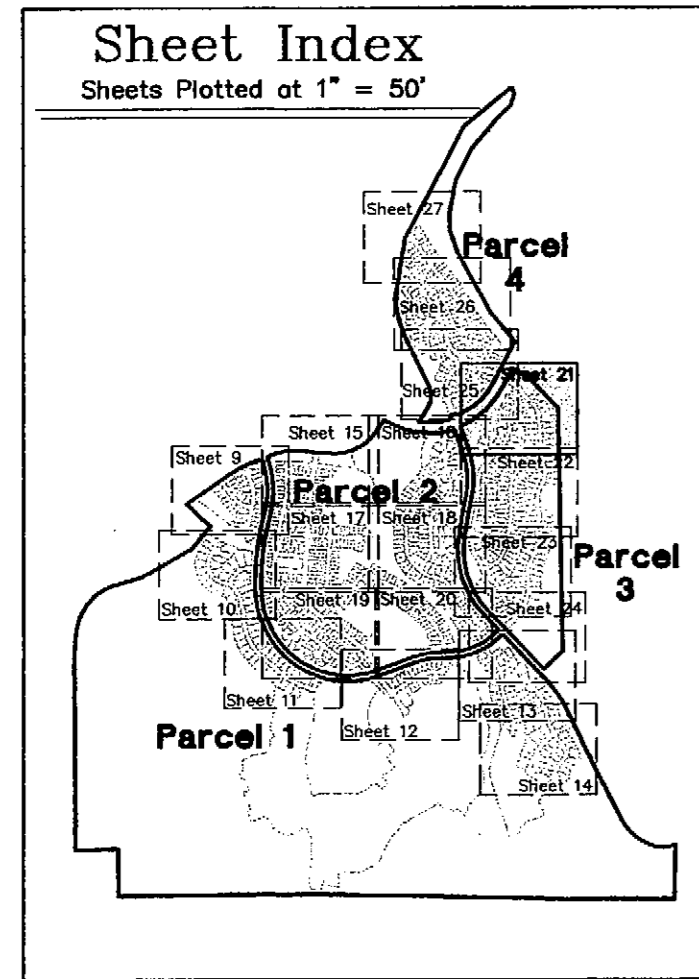 Sheet Index
Sheets Plotted at 1" = 50'
Sheet 27
Parcel
4
Sheet 26
Sheet 25
Sheet 21
Sheet 15
Sheet 16
Sheet 9
Sheet 22
Parcel 2
Sheet 17
Sheet 18
Sheet 23
Parcel
3
Sheet 10
Sheet 19
Sheet 20
Sheet 24
Sheet 11
Sheet 13
Parcel 1
Sheet 12
Sheet 14